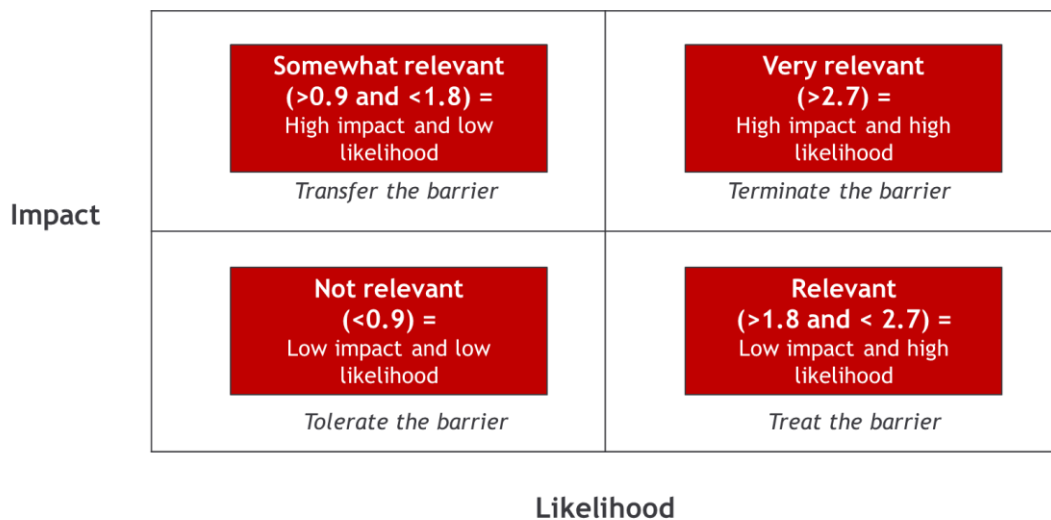 Somewhat relevant
(>0.9 and <1.8) =
High impact and low
likelihood
Transfer the barrier
Very relevant
(>2.7) =
High impact and high
likelihood
Terminate the barrier
Impact
Not relevant
(<0.9) =
Low impact and low
likelihood
Tolerate the barrier
Relevant
(>1.8 and < 2.7) =
Low impact and high
likelihood
Treat the barrier
Likelihood